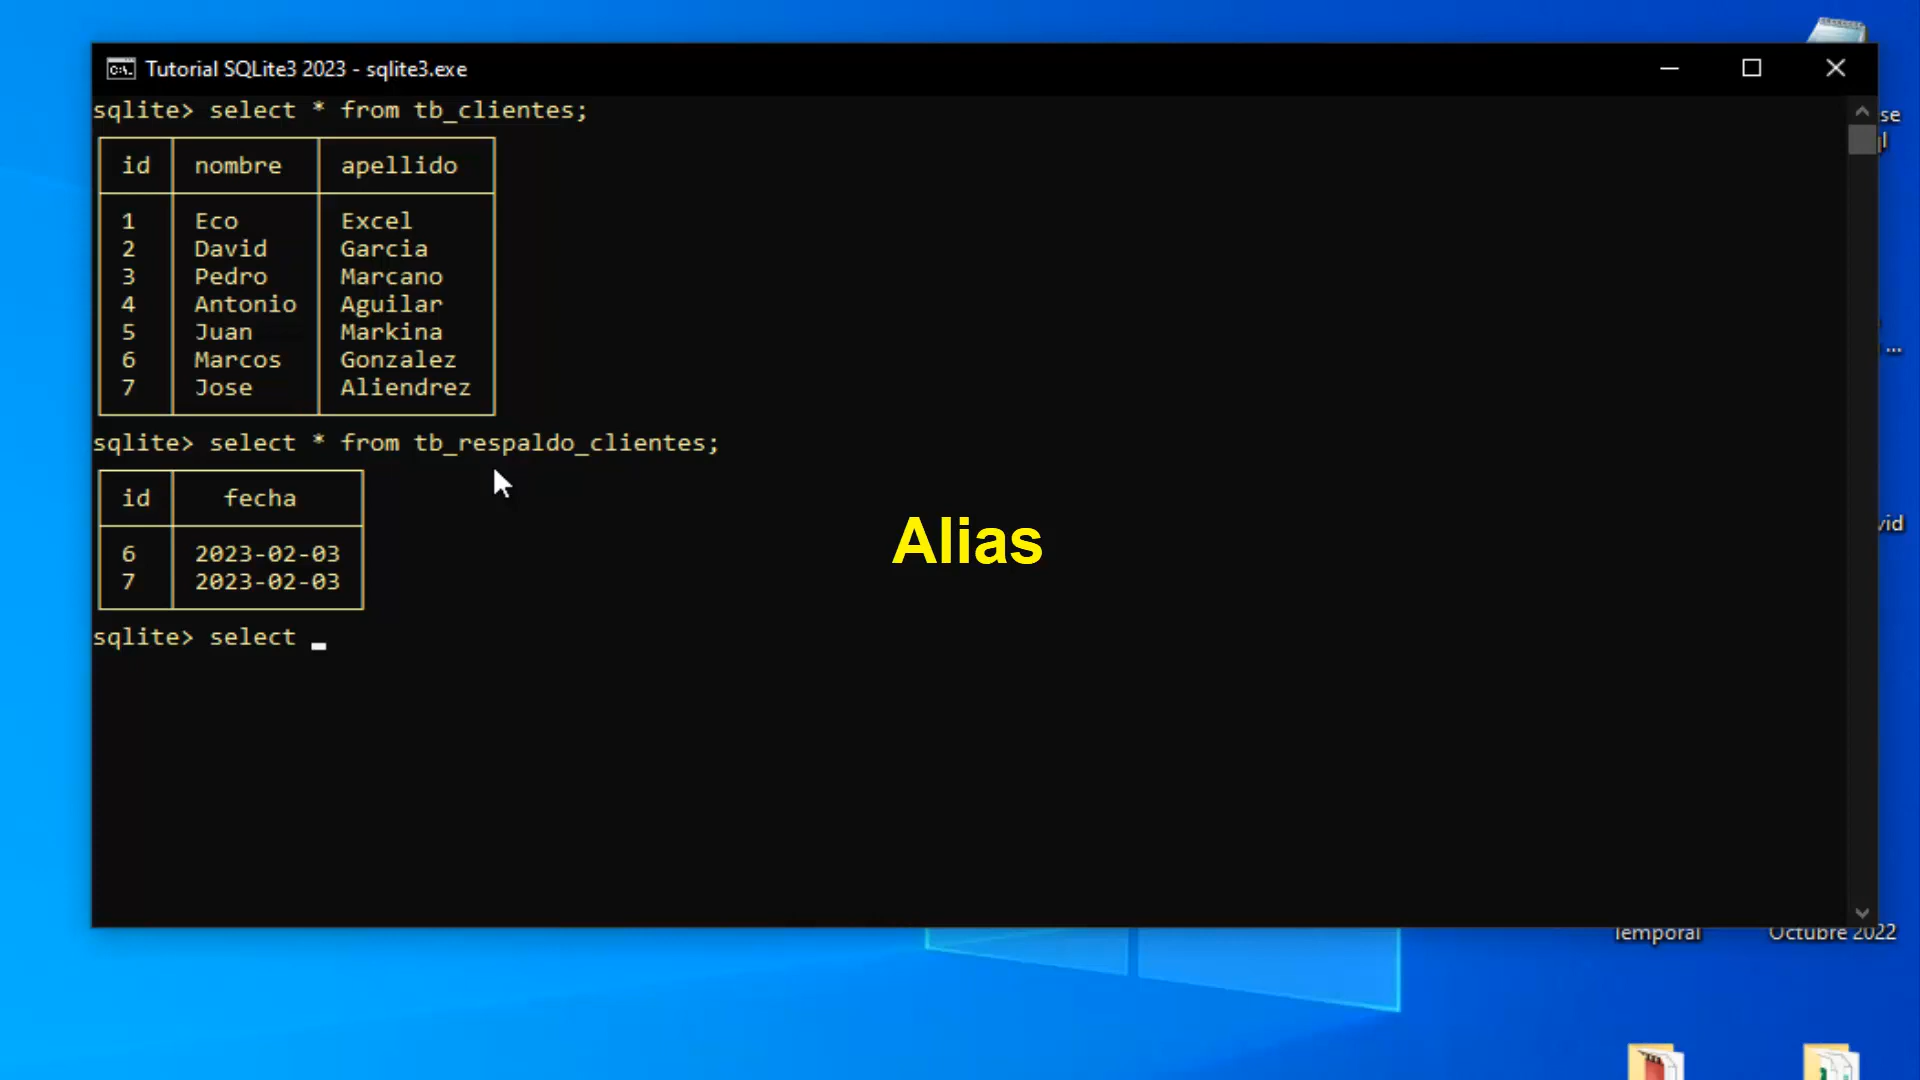 Tutorial SQLite3 2023 - sqlite3.exe
sqlite> select * from tb_clientes;
id nombre apellido
1 Eco Excel
2 David Garcia
3 Pedro Marcano
4 Antonio Aguilar
5 Juan Markina
6 Marcos Gonzalez
7 Jose Aliendrez
sqlite> select * from tb_respaldo_clientes;
id fecha
6 2023-02-03
7 2023-02-03
sqlite> select _
Alias
Temporal
Octubre 2022